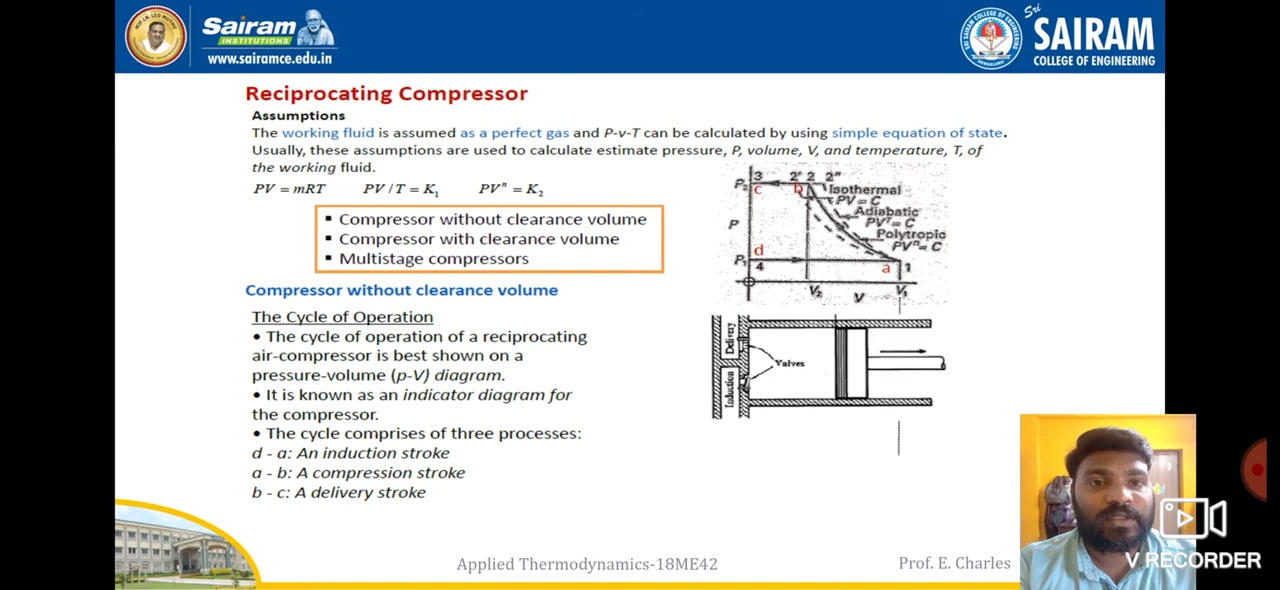 Sairam
INSTITUTIONS
www.sairamce.edu.in
Sri
SAIRAM
COLLEGE OF ENGINEERING
Reciprocating Compressor
Assumptions
The working fluid is assumed as a perfect gas and P-v-T can be calculated by using simple equation of state.
Usually, these assumptions are used to calculate estimate pressure, P, volume, V, and temperature, T, of
the working fluid.
PV = mRT PV / T = K₁ PVⁿ = K₂
▪ Compressor without clearance volume
▪ Compressor with clearance volume
▪ Multistage compressors
Compressor without clearance volume
The Cycle of Operation
• The cycle of operation of a reciprocating
air-compressor is best shown on a
pressure-volume (p-V) diagram.
• It is known as an indicator diagram for
the compressor.
• The cycle comprises of three processes:
d - a: An induction stroke
a - b: A compression stroke
b - c: A delivery stroke
P₂ 3 2' 2 2"
c b
Isothermal
PV = C
Adiabatic
PVᵞ = C
Polytropic
PVⁿ = C
P
d
P₁ 4 a 1
V₂ V V₁
Delivery
Valves
Induction
Applied Thermodynamics-18ME42
Prof. E. Charles
V RECORDER